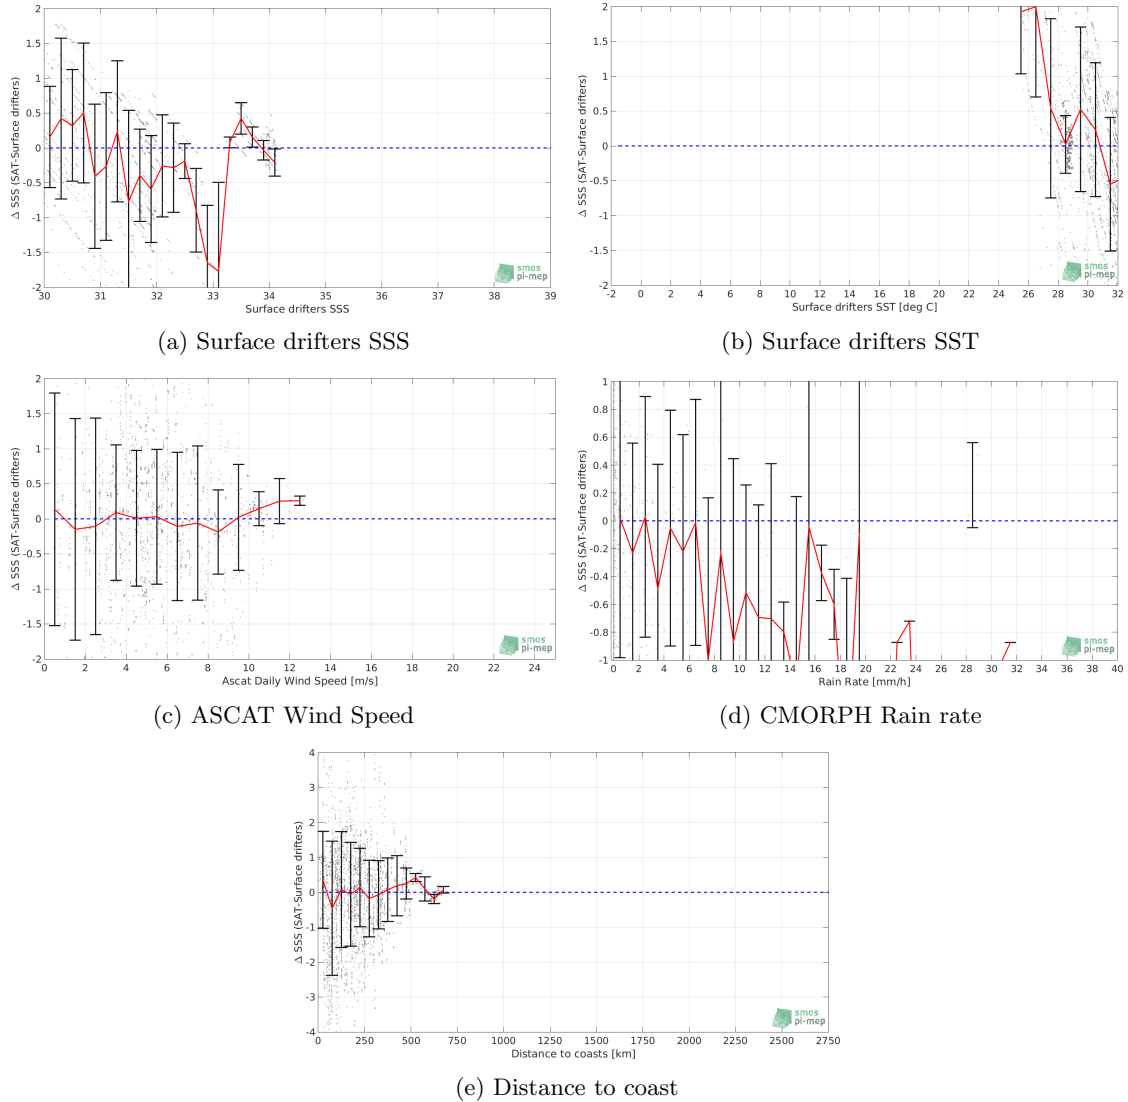 Δ SSS (SAT-Surface drifters)
2
1.5
1
0.5
0
-0.5
-1
-1.5
-2
30 31 32 33 34 35 36 37 38 39
Surface drifters SSS
smos
pi-mep
(a) Surface drifters SSS
Δ SSS (SAT-Surface drifters)
2
1.5
1
0.5
0
-0.5
-1
-1.5
-2
-2 0 2 4 6 8 10 12 14 16 18 20 22 24 26 28 30 32
Surface drifters SST [deg C]
smos
pi-mep
(b) Surface drifters SST
Δ SSS (SAT-Surface drifters)
2
1.5
1
0.5
0
-0.5
-1
-1.5
-2
0 2 4 6 8 10 12 14 16 18 20 22 24
Ascat Daily Wind Speed [m/s]
smos
pi-mep
(c) ASCAT Wind Speed
Δ SSS (SAT-Surface drifters)
1
0.8
0.6
0.4
0.2
0
-0.2
-0.4
-0.6
-0.8
-1
0 2 4 6 8 10 12 14 16 18 20 22 24 26 28 30 32 34 36 38 40
Rain Rate [mm/h]
smos
pi-mep
(d) CMORPH Rain rate
Δ SSS (SAT-Surface drifters)
4
3
2
1
0
-1
-2
-3
-4
0 250 500 750 1000 1250 1500 1750 2000 2250 2500 2750
Distance to coasts [km]
smos
pi-mep
(e) Distance to coast